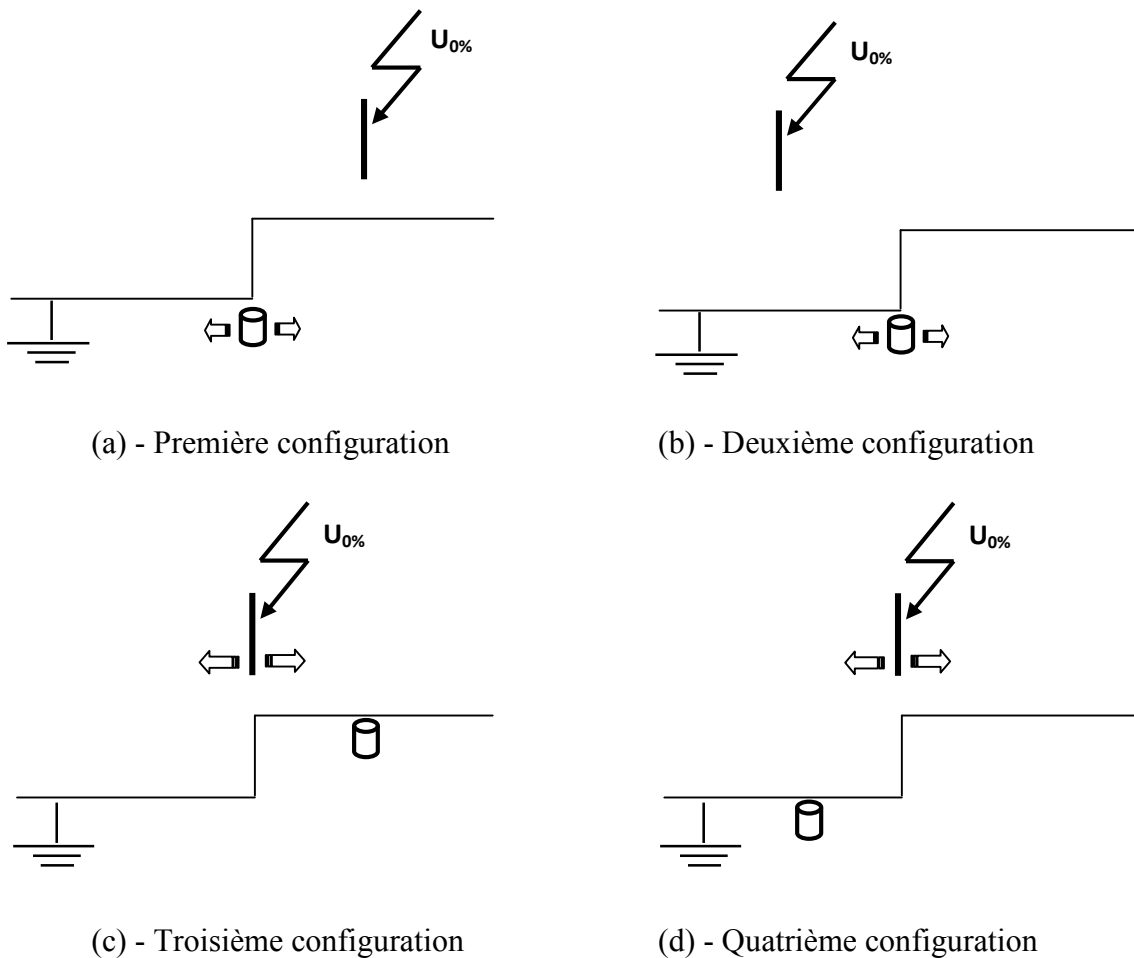 U0%
U0%
(a) - Première configuration
(b) - Deuxième configuration
U0%
U0%
(c) - Troisième configuration
(d) - Quatrième configuration